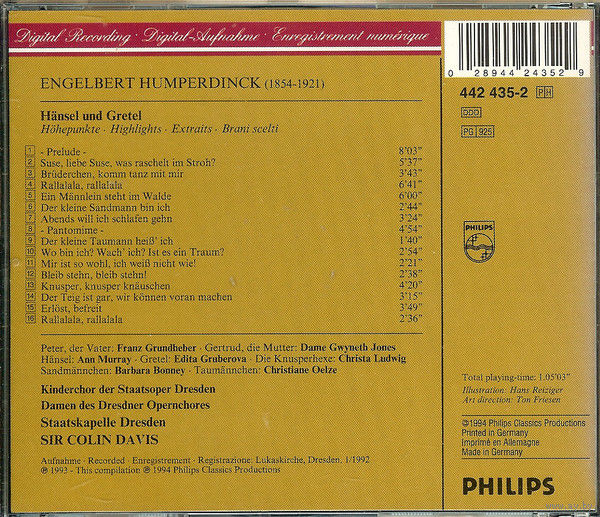 Digital Recording · Digital-Aufnahme · Enregistrement numérique
0 28944 24352 9
442 435-2 PH
DDD
PG 925
ENGELBERT HUMPERDINCK (1854-1921)
Hänsel und Gretel
Höhepunkte · Highlights · Extraits · Brani scelti
1 - Prelude - 8'03"
2 Suse, liebe Suse, was raschelt im Stroh? 5'37"
3 Brüderchen, komm tanz mit mir 3'43"
4 Rallalala, rallalala 6'41"
5 Ein Männlein steht im Walde 6'00"
6 Der kleine Sandmann bin ich 2'44"
7 Abends will ich schlafen gehn 3'24"
8 - Pantomime - 4'54"
9 Der kleine Taumann heiß' ich 1'40"
10 Wo bin ich? Wach' ich? Ist es ein Traum? 2'54"
11 Mir ist so wohl, ich weiß nicht wie! 2'21"
12 Bleib stehn, bleib stehn! 2'38"
13 Knusper, knusper knäuschen 4'20"
14 Der Teig ist gar, wir können voran machen 3'15"
15 Erlöst, befreit 3'49"
16 Rallalala, rallalala 2'36"
PHILIPS
Peter, der Vater: Franz Grundheber · Gertrud, die Mutter: Dame Gwyneth Jones
Hänsel: Ann Murray · Gretel: Edita Gruberova · Die Knusperhexe: Christa Ludwig
Sandmännchen: Barbara Bonney · Taumännchen: Christiane Oelze
Kinderchor der Staatsoper Dresden
Damen des Dresdner Opernchores
Staatskapelle Dresden
SIR COLIN DAVIS
Aufnahme · Recorded · Enregistrement · Registrazione: Lukaskirche, Dresden, 1/1992
℗ 1993 - This compilation ℗ 1994 Philips Classics Productions
Total playing-time: 1.05'03"
Illustration: Hans Reiziger
Art direction: Ton Friesen
©1994 Philips Classics Productions
Printed in Germany
Imprimé en Allemagne
Made in Germany
PHILIPS